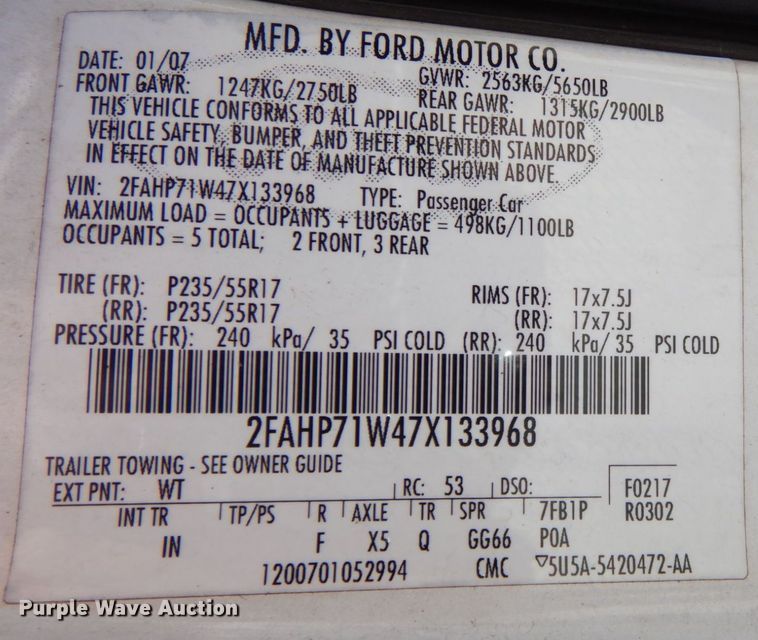 MFD. BY FORD MOTOR CO.
DATE: 01/07 GVWR: 2563KG/5650LB
FRONT GAWR: 1247KG/2750LB REAR GAWR: 1315KG/2900LB
THIS VEHICLE CONFORMS TO ALL APPLICABLE FEDERAL MOTOR
VEHICLE SAFETY, BUMPER, AND THEFT PREVENTION STANDARDS
IN EFFECT ON THE DATE OF MANUFACTURE SHOWN ABOVE.
VIN: 2FAHP71W47X133968 TYPE: Passenger Car
MAXIMUM LOAD = OCCUPANTS + LUGGAGE = 498KG/1100LB
OCCUPANTS = 5 TOTAL; 2 FRONT, 3 REAR
TIRE (FR): P235/55R17 RIMS (FR): 17x7.5J
(RR): P235/55R17 (RR): 17x7.5J
PRESSURE (FR): 240 kPa/ 35 PSI COLD (RR): 240 kPa/ 35 PSI COLD
2FAHP71W47X133968
TRAILER TOWING - SEE OWNER GUIDE
EXT PNT: WT RC: 53 DSO: F0217
INT TR TP/PS R AXLE TR SPR 7FB1P R0302
IN F X5 Q GG66 POA
1200701052994 CMC ▽5U5A-5420472-AA
Purple Wave Auction